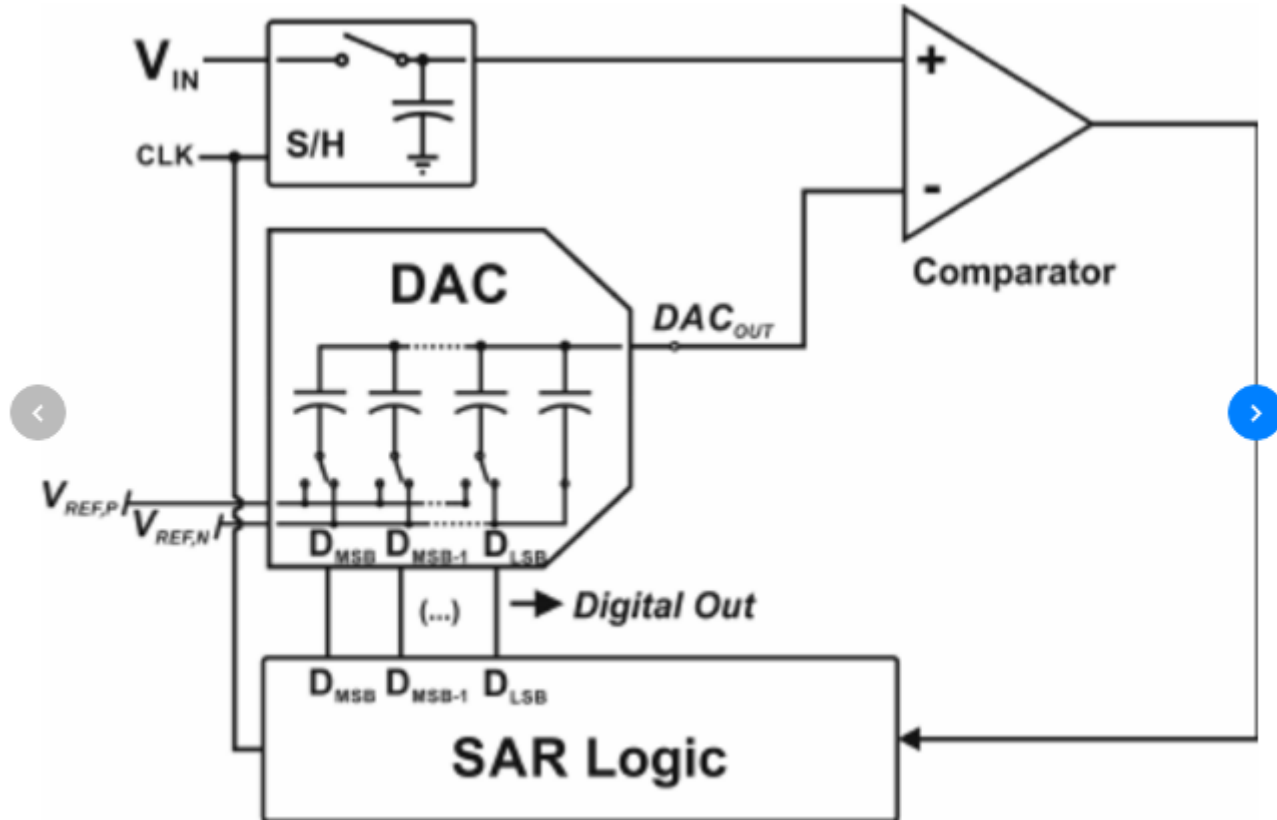 VIN
CLK
S/H
+
-
Comparator
DAC
DACOUT
VREF,P
VREF,N
DMSB DMSB-1 DLSB
(...)
Digital Out
DMSB DMSB-1 DLSB
SAR Logic